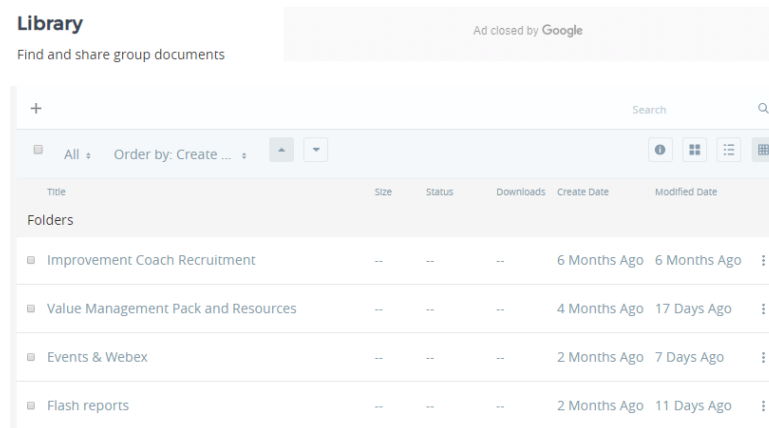 Library
Ad closed by Google
Find and share group documents
+
Search
All
Order by: Create ...
Title Size Status Downloads Create Date Modified Date
Folders
Improvement Coach Recruitment -- -- -- 6 Months Ago 6 Months Ago
Value Management Pack and Resources -- -- -- 4 Months Ago 17 Days Ago
Events & Webex -- -- -- 2 Months Ago 7 Days Ago
Flash reports -- -- -- 2 Months Ago 11 Days Ago